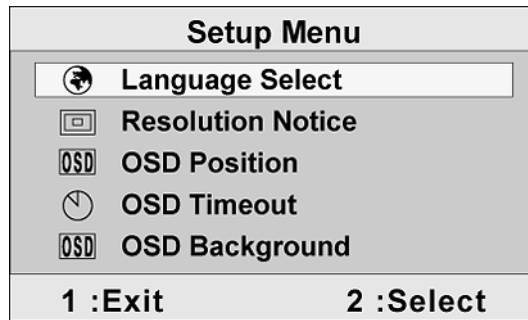 Setup Menu
Language Select
Resolution Notice
OSD OSD Position
OSD Timeout
OSD OSD Background
1 :Exit 2 :Select